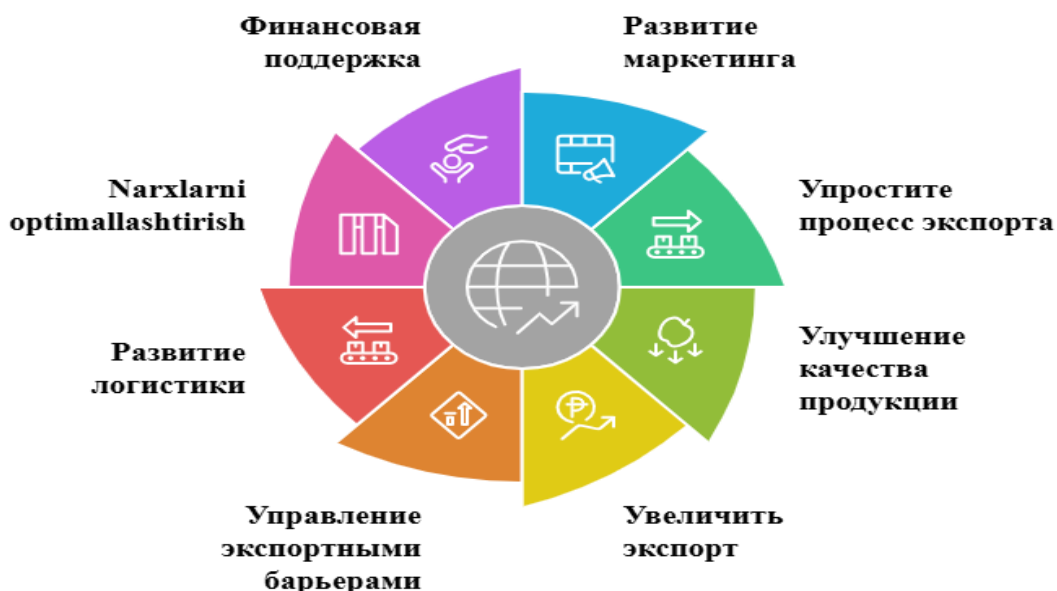 Финансовая
поддержка
Развитие
маркетинга
Narxlarni
optimallashtirish
Упростите
процесс экспорта
Развитие
логистики
Улучшение
качества
продукции
Управление
экспортными
барьерами
Увеличить
экспорт